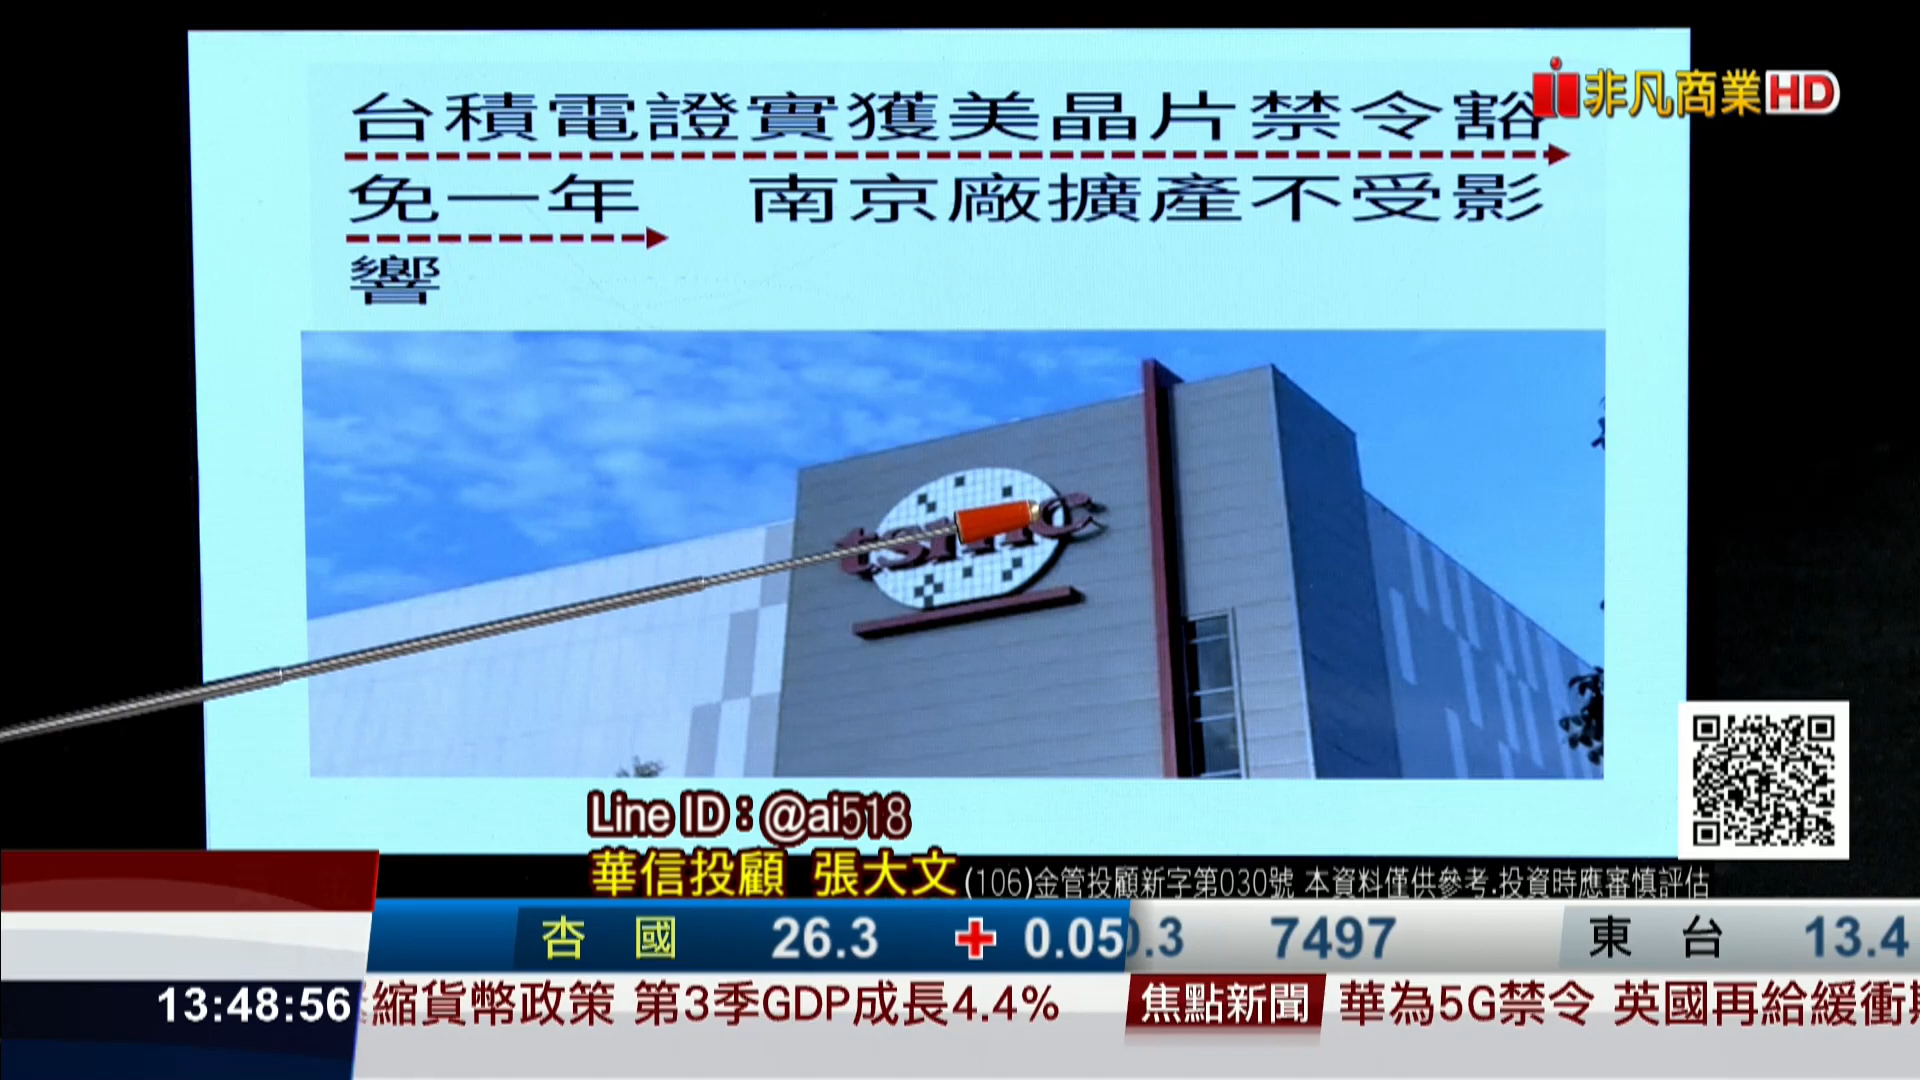 台積電證實獲美晶片禁令豁
免一年 南京廠擴產不受影
響
非凡商業HD
tsmc
Line ID：@ai518
華信投顧 張大文
(106)金管投顧新字第030號 本資料僅供參考.投資時應審慎評估
杏國 26.3 + 0.05
0.3 7497 東台 13.4
13:48:56
縮貨幣政策 第3季GDP成長4.4%
焦點新聞 華為5G禁令 英國再給緩衝